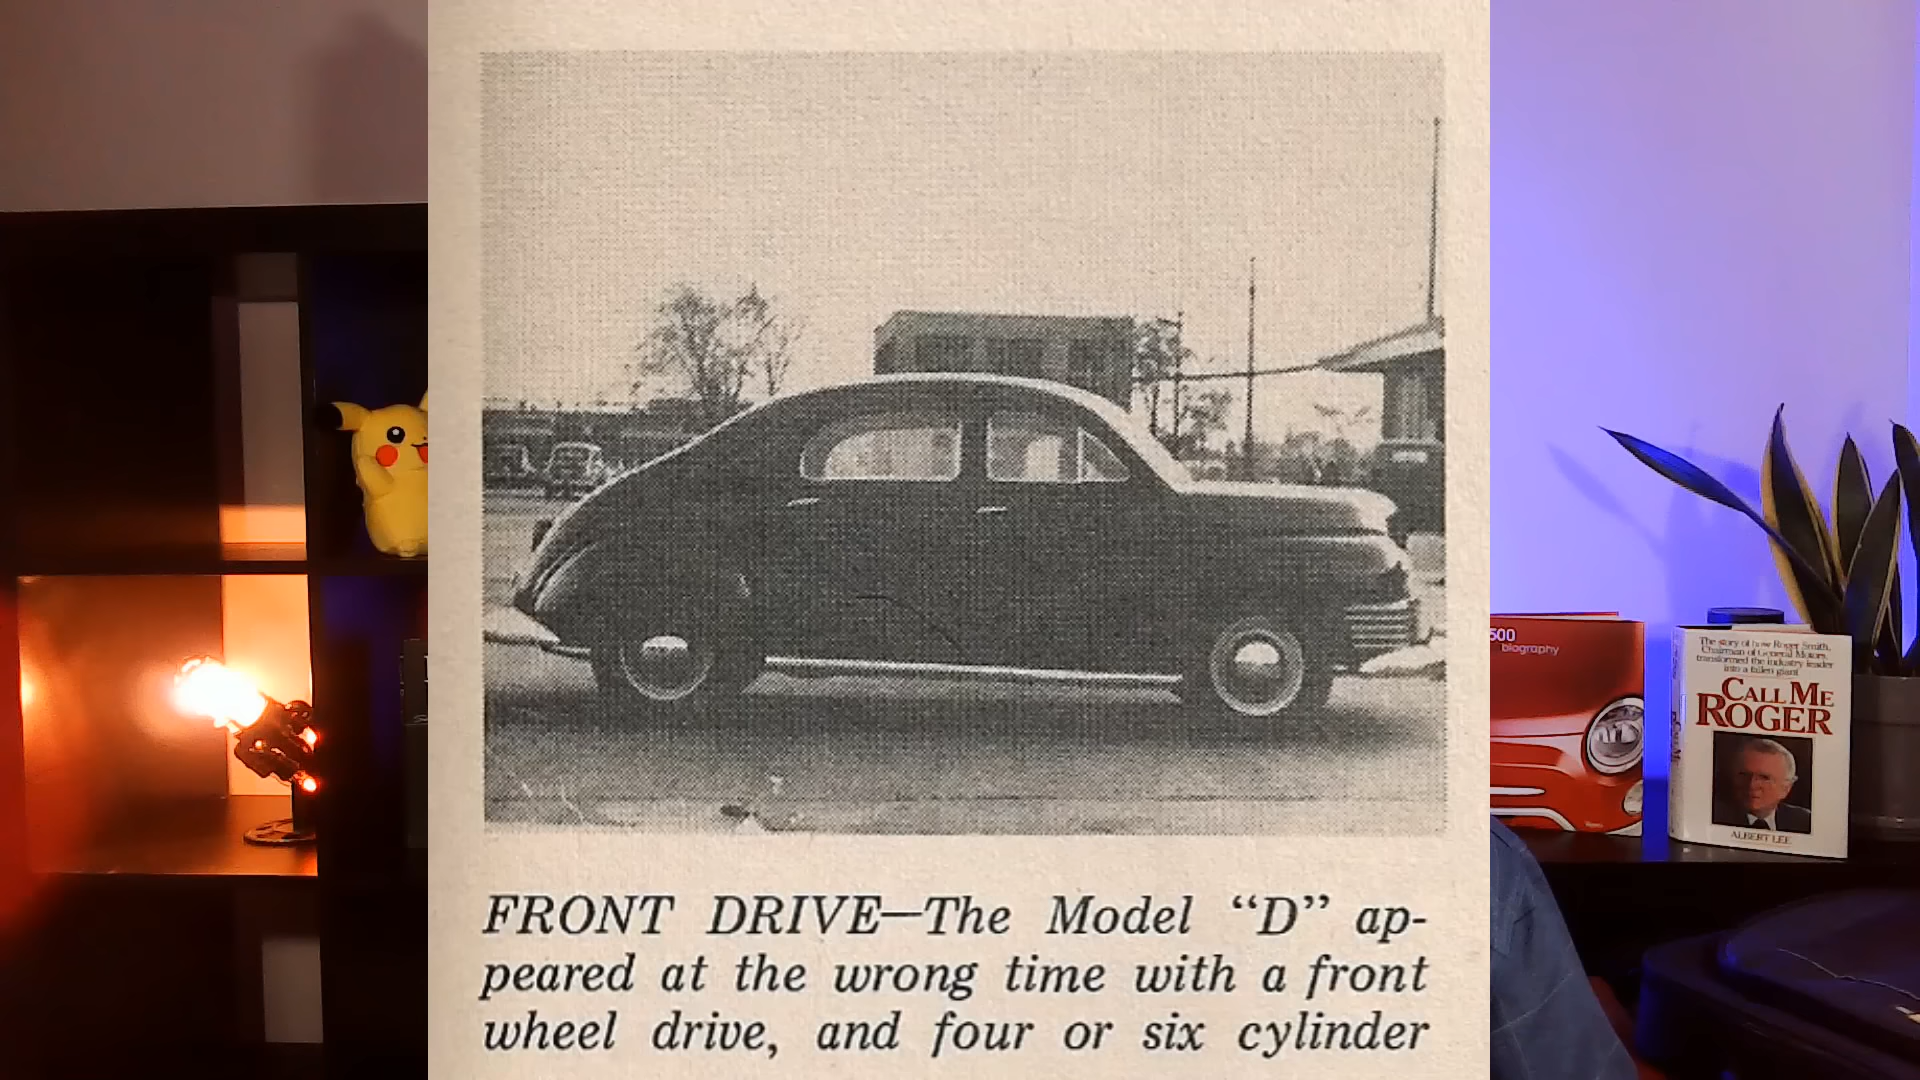 FRONT DRIVE—The Model “D” ap-
peared at the wrong time with a front
wheel drive, and four or six cylinder
500
biography
The story of how Roger Smith,
Chairman of General Motors,
transformed the industry leader
into a fallen giant
CALL ME
ROGER
ALBERT LEE